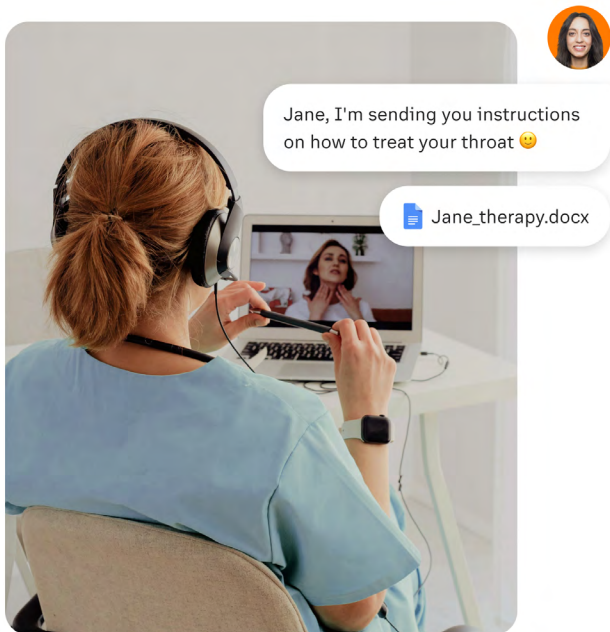 Jane, I'm sending you instructions
on how to treat your throat 🙂
Jane_therapy.docx